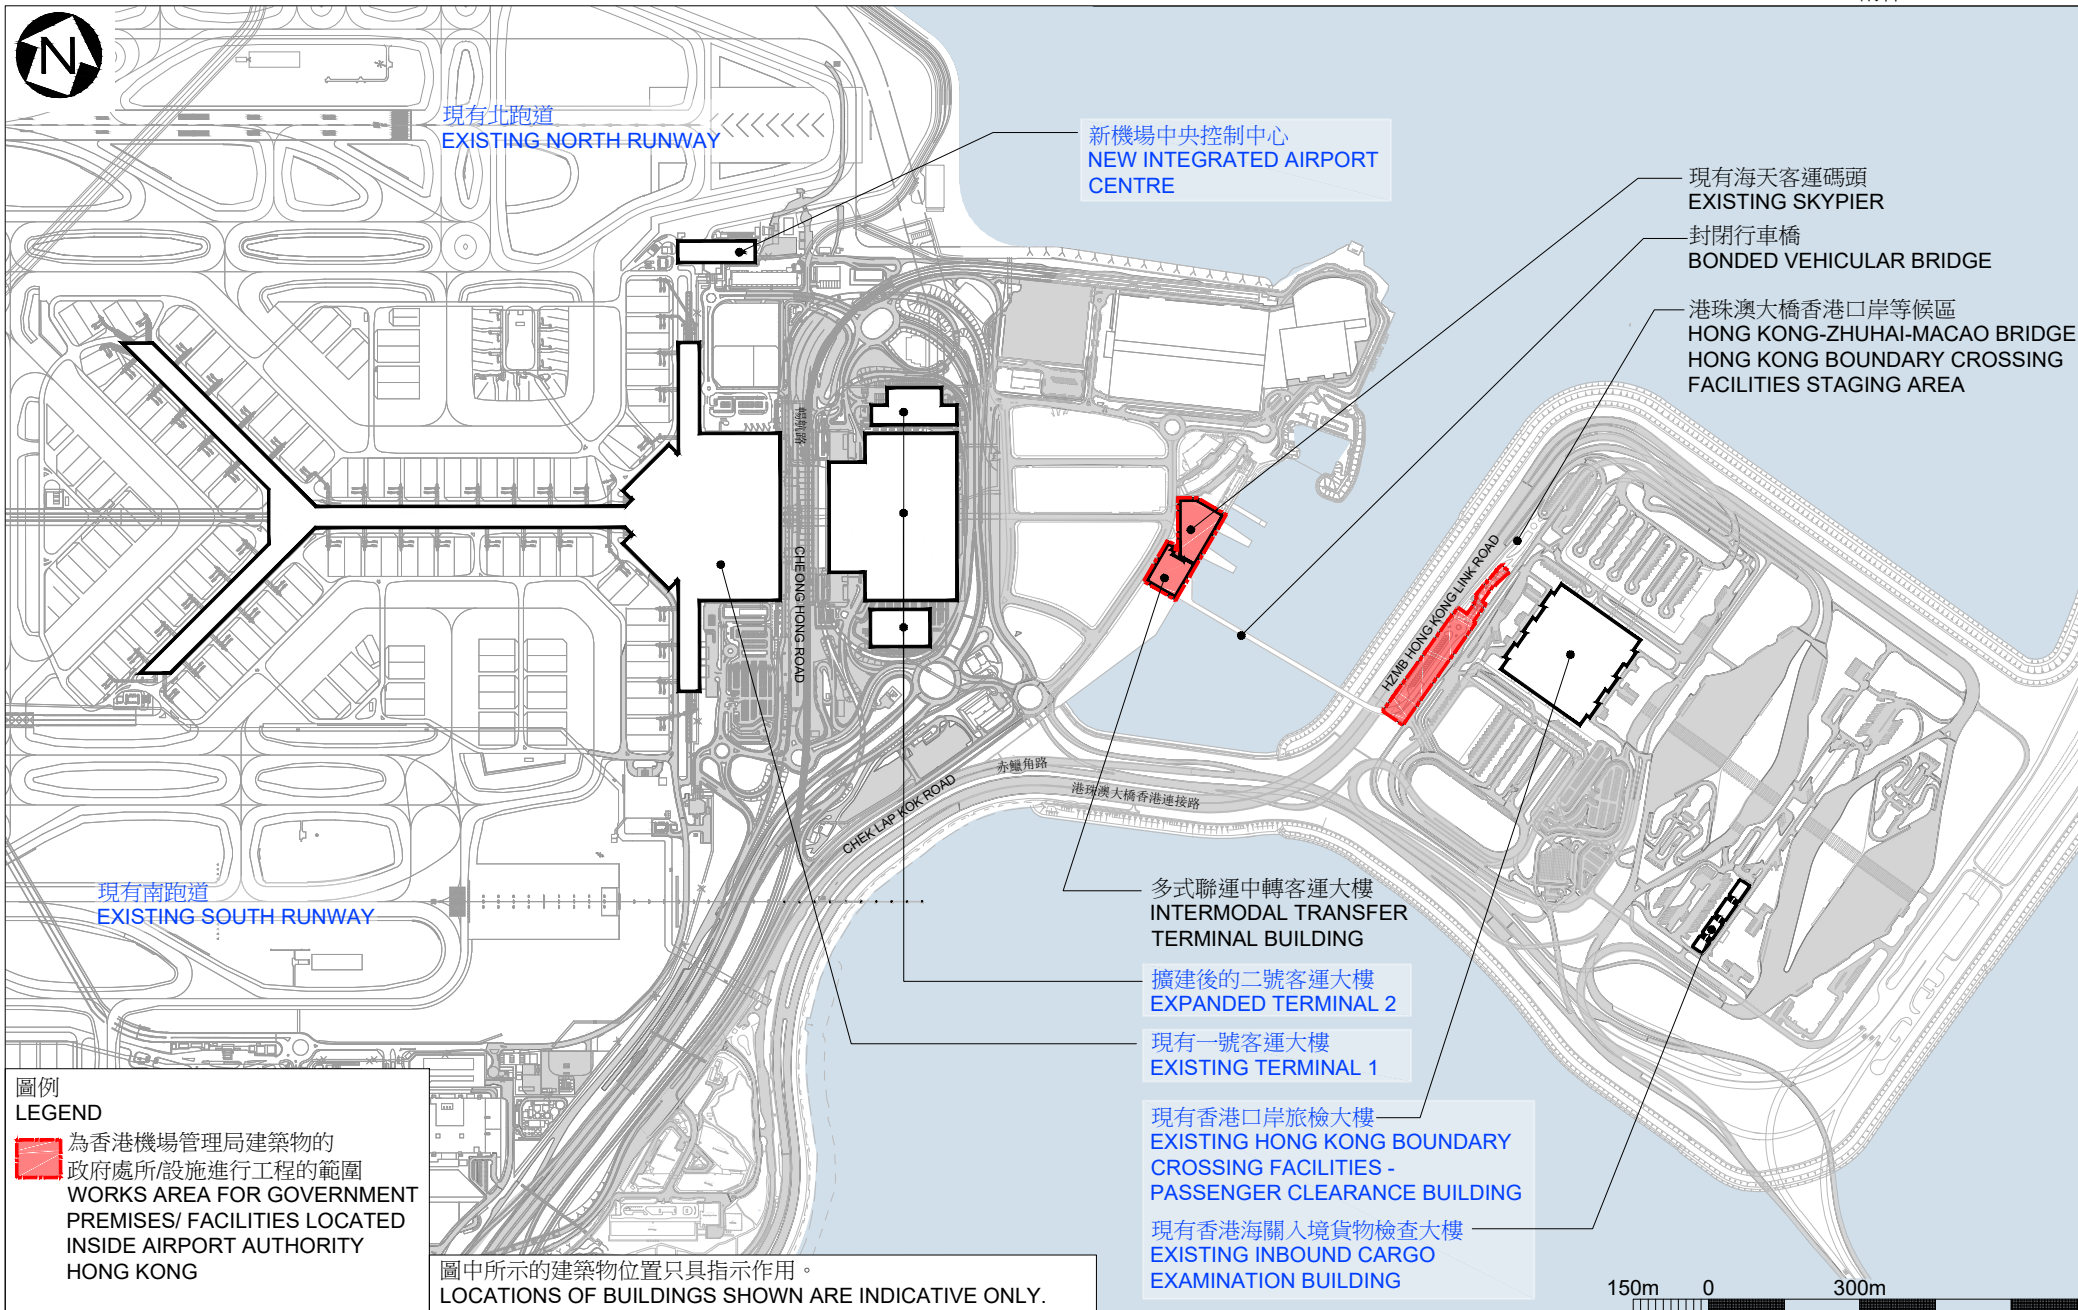 N
現有北跑道
EXISTING NORTH RUNWAY
新機場中央控制中心
NEW INTEGRATED AIRPORT
CENTRE
現有海天客運碼頭
EXISTING SKYPIER
封閉行車橋
BONDED VEHICULAR BRIDGE
港珠澳大橋香港口岸等候區
HONG KONG-ZHUHAI-MACAO BRIDGE
HONG KONG BOUNDARY CROSSING
FACILITIES STAGING AREA
暢航路
CHEONG HONG ROAD
HZMB HONG KONG LINK ROAD
赤鱲角路
CHEK LAP KOK ROAD
港珠澳大橋香港連接路
現有南跑道
EXISTING SOUTH RUNWAY
多式聯運中轉客運大樓
INTERMODAL TRANSFER
TERMINAL BUILDING
擴建後的二號客運大樓
EXPANDED TERMINAL 2
現有一號客運大樓
EXISTING TERMINAL 1
現有香港口岸旅檢大樓
EXISTING HONG KONG BOUNDARY
CROSSING FACILITIES -
PASSENGER CLEARANCE BUILDING
現有香港海關入境貨物檢查大樓
EXISTING INBOUND CARGO
EXAMINATION BUILDING
圖例
LEGEND
為香港機場管理局建築物的
政府處所/設施進行工程的範圍
WORKS AREA FOR GOVERNMENT
PREMISES/ FACILITIES LOCATED
INSIDE AIRPORT AUTHORITY
HONG KONG
圖中所示的建築物位置只具指示作用。
LOCATIONS OF BUILDINGS SHOWN ARE INDICATIVE ONLY.
150m 0 300m